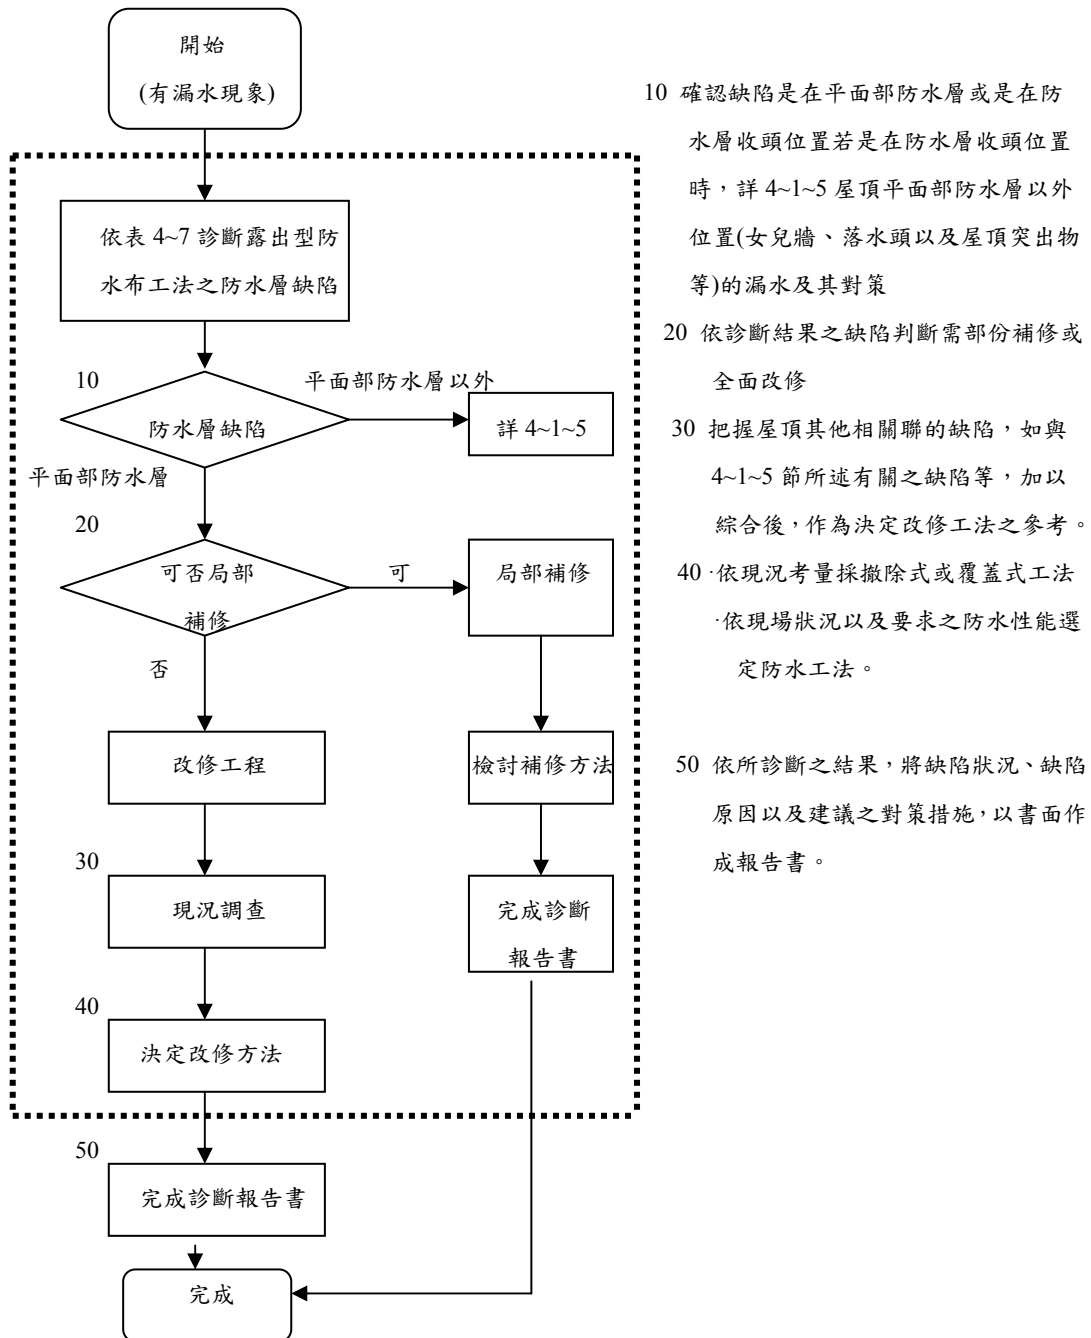 開始
(有漏水現象)
依表 4~7 診斷露出型防
水布工法之防水層缺陷
10
平面部防水層以外
防水層缺陷
詳 4~1~5
平面部防水層
20
可否局部
補修
可
局部補修
否
改修工程
檢討補修方法
30
現況調查
完成診斷
報告書
40
決定改修方法
50
完成診斷報告書
完成
10 確認缺陷是在平面部防水層或是在防
水層收頭位置若是在防水層收頭位置
時，詳 4~1~5 屋頂平面部防水層以外
位置(女兒牆、落水頭以及屋頂突出物
等)的漏水及其對策
20 依診斷結果之缺陷判斷需部份補修或
全面改修
30 把握屋頂其他相關聯的缺陷，如與
4~1~5 節所述有關之缺陷等，加以
綜合後，作為決定改修工法之參考。
40 ·依現況考量採撤除式或覆蓋式工法
·依現場狀況以及要求之防水性能選
定防水工法。
50 依所診斷之結果，將缺陷狀況、缺陷
原因以及建議之對策措施，以書面作
成報告書。